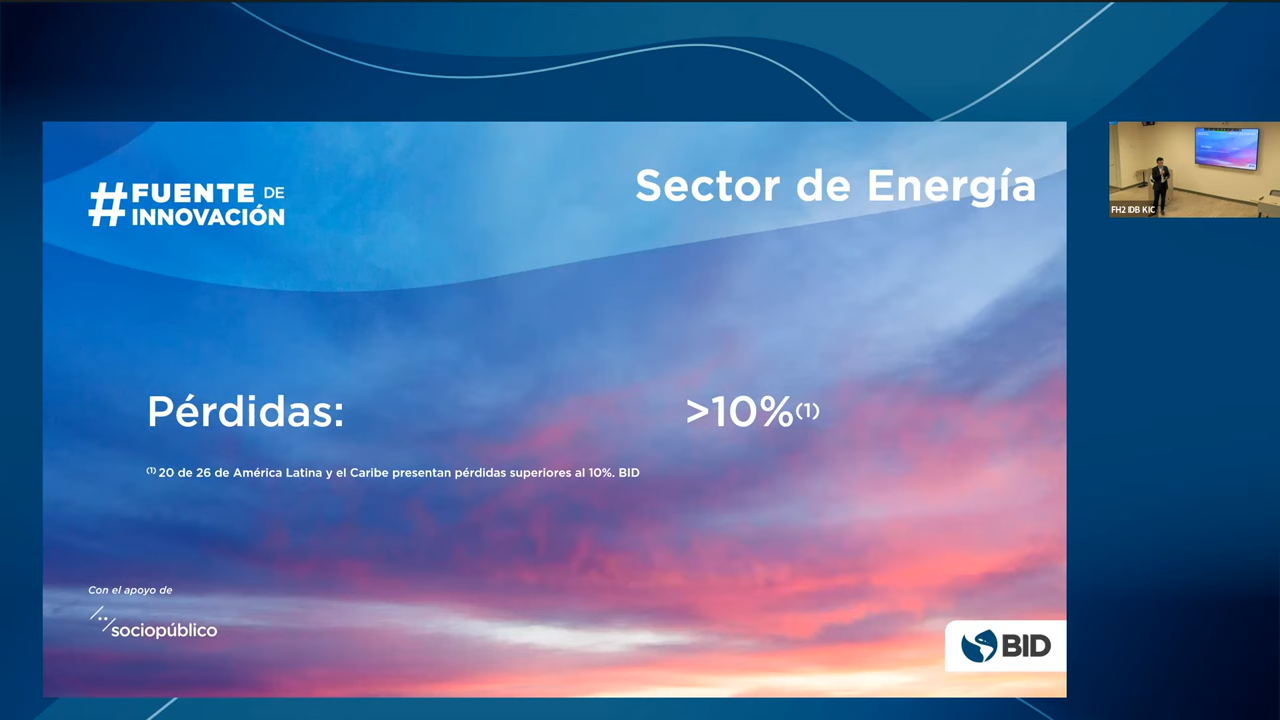 #FUENTE DE
INNOVACIÓN
Sector de Energía
FH2 IDB KIC
Pérdidas:
>10%(1)
(1) 20 de 26 de América Latina y el Caribe presentan pérdidas superiores al 10%. BID
Con el apoyo de
sociopúblico
BID